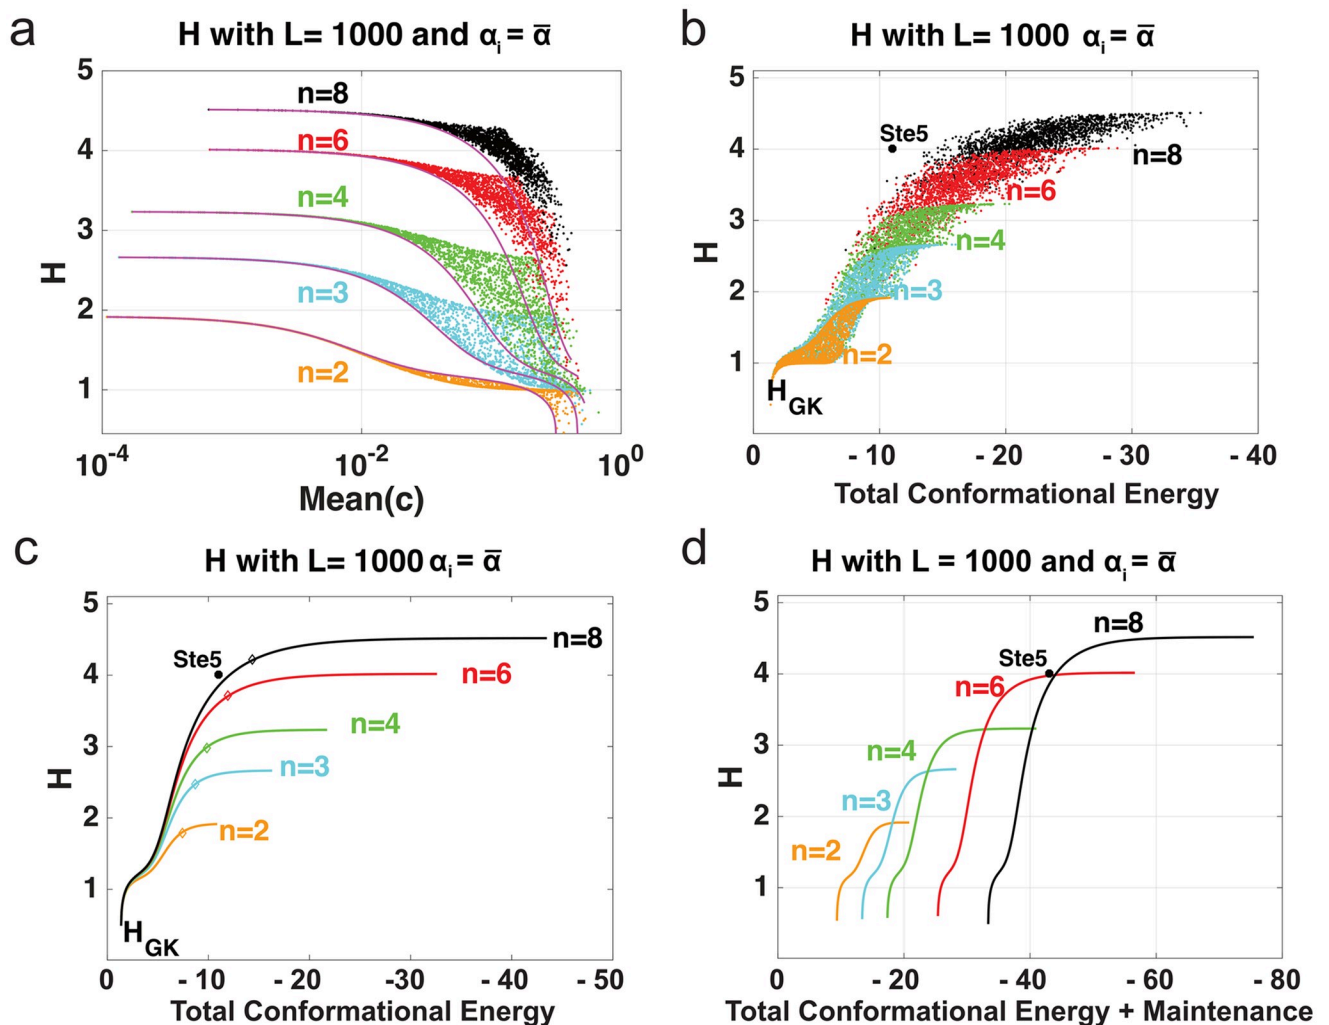 a
H with L= 1000 and αᵢ = ᾱ
5
4
3
2
1
H
n=8
n=6
n=4
n=3
n=2
10⁻⁴
10⁻²
10⁰
Mean(c)
b
H with L= 1000 αᵢ = ᾱ
5
4
3
2
1
H
Ste5
n=8
n=6
n=4
n=3
n=2
H_GK
0
- 10
- 20
- 30
- 40
Total Conformational Energy
c
H with L= 1000 αᵢ = ᾱ
5
4
3
2
1
H
Ste5
n=8
n=6
n=4
n=3
n=2
H_GK
0
- 10
- 20
-30
- 40
- 50
Total Conformational Energy
d
H with L = 1000 and αᵢ = ᾱ
5
4
3
2
1
H
n=8
Ste5
n=6
n=4
n=3
n=2
0
- 20
- 40
- 60
- 80
Total Conformational Energy + Maintenance